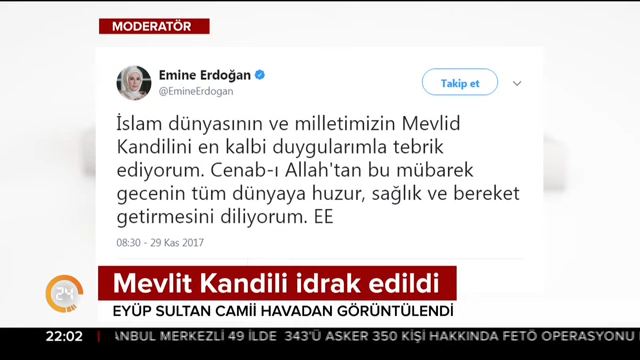 MODERATÖR
Emine Erdoğan
@EmineErdogan
Takip et
İslam dünyasının ve milletimizin Mevlid
Kandilini en kalbi duygularımla tebrik
ediyorum. Cenab-ı Allah'tan bu mübarek
gecenin tüm dünyaya huzur, sağlık ve bereket
getirmesini diliyorum. EE
08:30 - 29 Kas 2017
24
Mevlit Kandili idrak edildi
EYÜP SULTAN CAMİİ HAVADAN GÖRÜNTÜLENDİ
22:02 ANBUL MERKEZLİ 49 İLDE 343'Ü ASKER 350 KİŞİ HAKKINDA FETÖ OPERASYONU